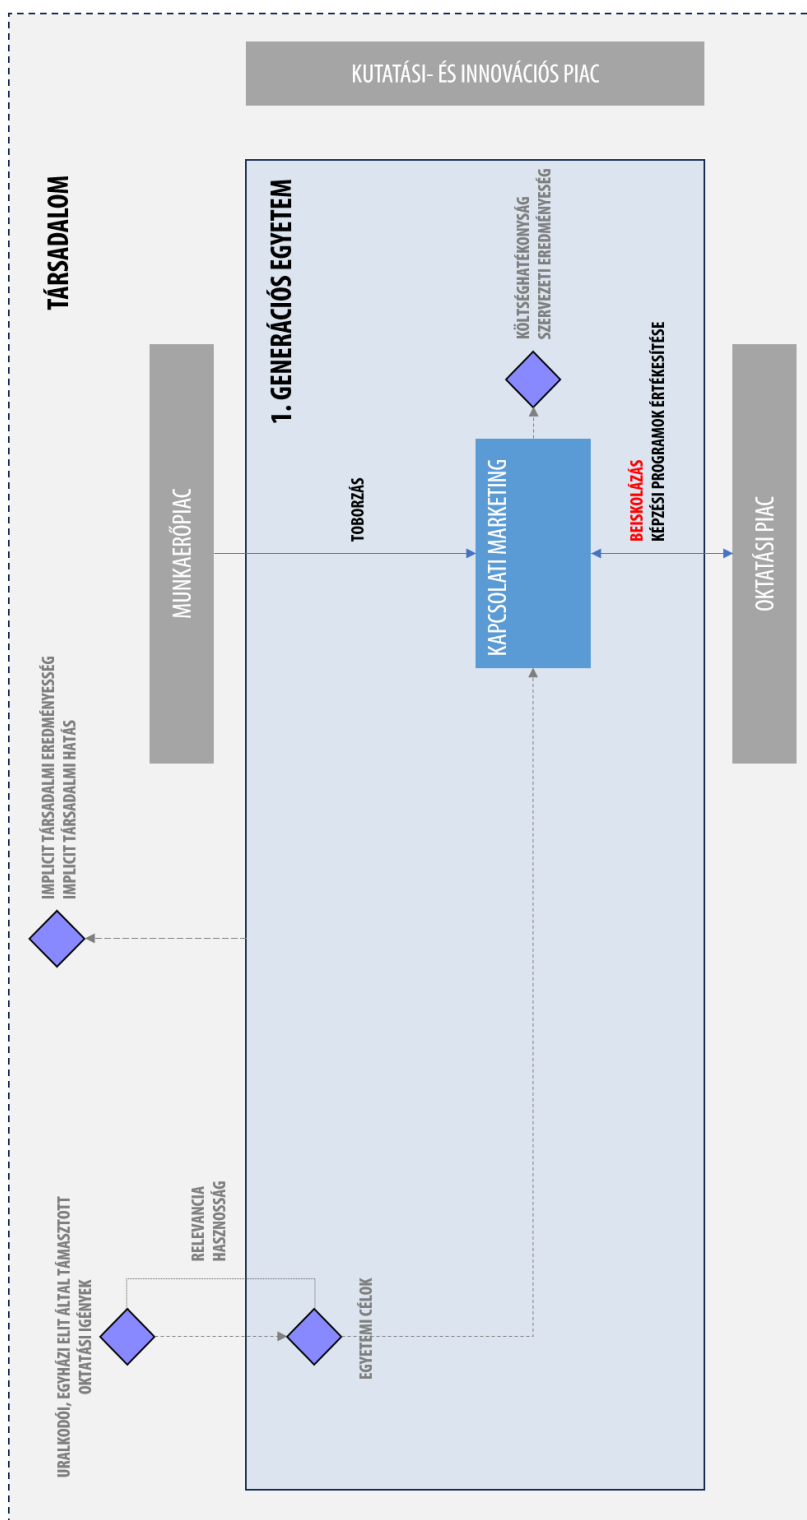 TÁRSADALOM
URALKODÓI, EGYHÁZI ELIT ÁLTAL TÁMASZTOTT
OKTATÁSI IGÉNYEK
IMPLICIT TÁRSADALMI EREDMÉNYESSÉG
IMPLICIT TÁRSADALMI HATÁS
MUNKAERŐPIAC
RELEVANCIA
HASZNOSSÁG
1. GENERÁCIÓS EGYETEM
EGYETEMI CÉLOK
TOBORZÁS
KAPCSOLATI MARKETING
KÖLTSÉGHATÉKONYSÁG
SZERVEZETI EREDMÉNYESÉG
BEISKOLÁZÁS
KÉPZÉSI PROGRAMOK ÉRTÉKESÍTÉSE
OKTATÁSI PIAC
KUTATÁSI- ÉS INNOVÁCIÓS PIAC